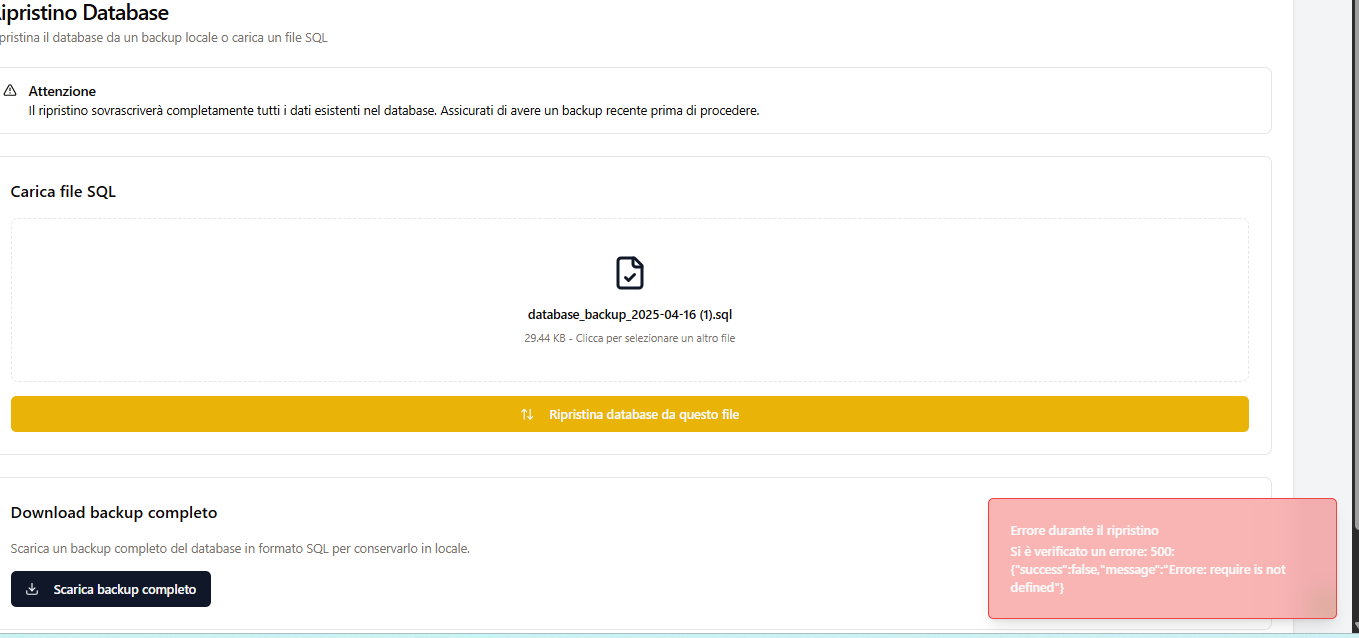 ipristino Database
pristina il database da un backup locale o carica un file SQL
Attenzione
Il ripristino sovrascriverà completamente tutti i dati esistenti nel database. Assicurati di avere un backup recente prima di procedere.
Carica file SQL
database_backup_2025-04-16 (1).sql
29.44 KB - Clicca per selezionare un altro file
Ripristina database da questo file
Download backup completo
Scarica un backup completo del database in formato SQL per conservarlo in locale.
Scarica backup completo
Errore durante il ripristino
Si è verificato un errore: 500:
{"success":false,"message":"Errore: require is not
defined"}